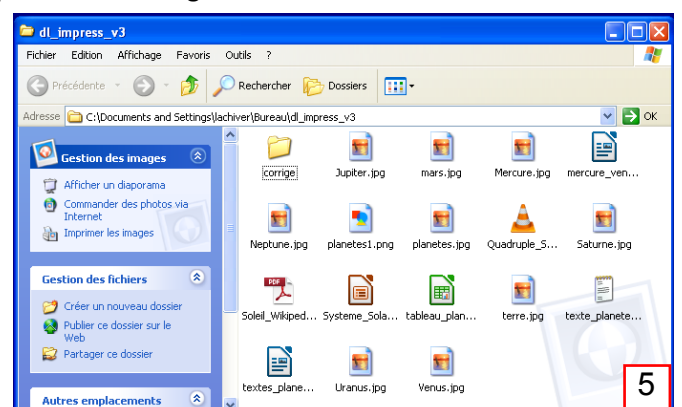 dl_impress_v3
Fichier Edition Affichage Favoris Outils ?
Précédente Rechercher Dossiers
Adresse C:\Documents and Settings\lachiver\Bureau\dl_impress_v3 OK
Gestion des images
Afficher un diaporama
Commander des photos via
Internet
Imprimer les images
Gestion des fichiers
Créer un nouveau dossier
Publier ce dossier sur le
Web
Partager ce dossier
Autres emplacements
corrige Jupiter.jpg mars.jpg Mercure.jpg mercure_ven...
Neptune.jpg planetes1.png planetes.jpg Quadruple_S... Saturne.jpg
PDF
Soleil_Wikiped... Systeme_Sola... tableau_plan... terre.jpg texte_planete...
textes_plane... Uranus.jpg Venus.jpg
5